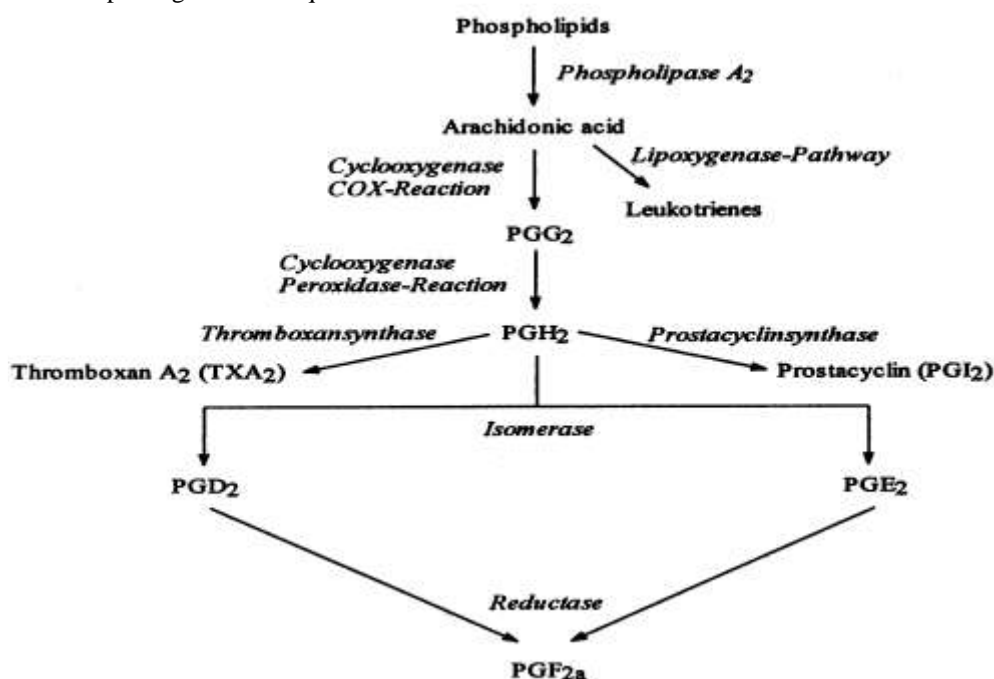 Phospholipids
Phospholipase A2
Arachidonic acid
Cyclooxygenase
COX-Reaction
Lipoxygenase-Pathway
Leukotrienes
PGG2
Cyclooxygenase
Peroxidase-Reaction
Thromboxansynthase
PGH2
Prostacyclinsynthase
Thromboxan A2 (TXA2)
Prostacyclin (PGI2)
Isomerase
PGD2
PGE2
Reductase
PGF2a